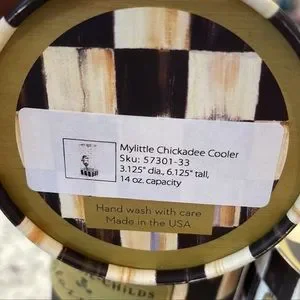 Mylittle Chickadee Cooler
Sku: 57301-33
3.125" dia., 6.125" tall,
14 oz. capacity
Hand wash with care
Made in the USA
CHILDS